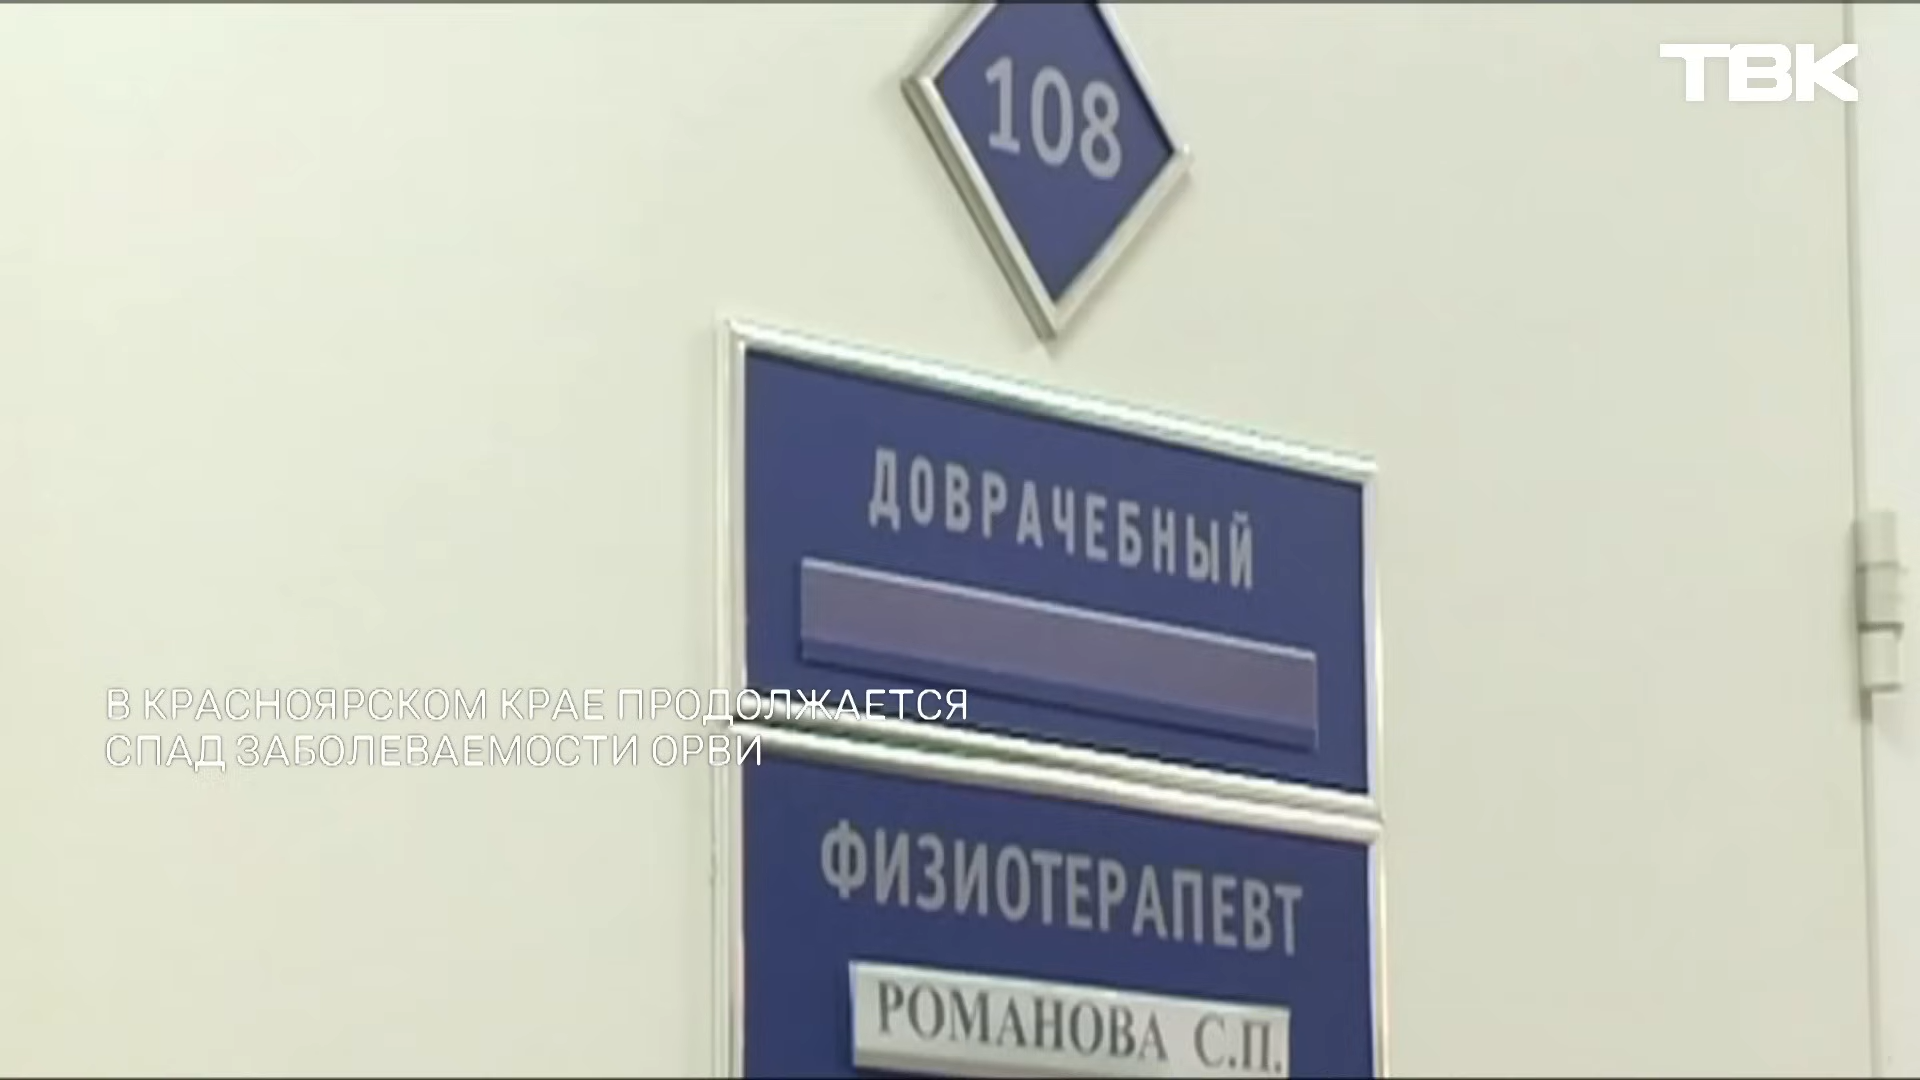 ТВК
108
ДОВРАЧЕБНЫЙ
В КРАСНОЯРСКОМ КРАЕ ПРОДОЛЖАЕТСЯ
СПАД ЗАБОЛЕВАЕМОСТИ ОРВИ
ФИЗИОТЕРАПЕВТ
РОМАНОВА С.П.